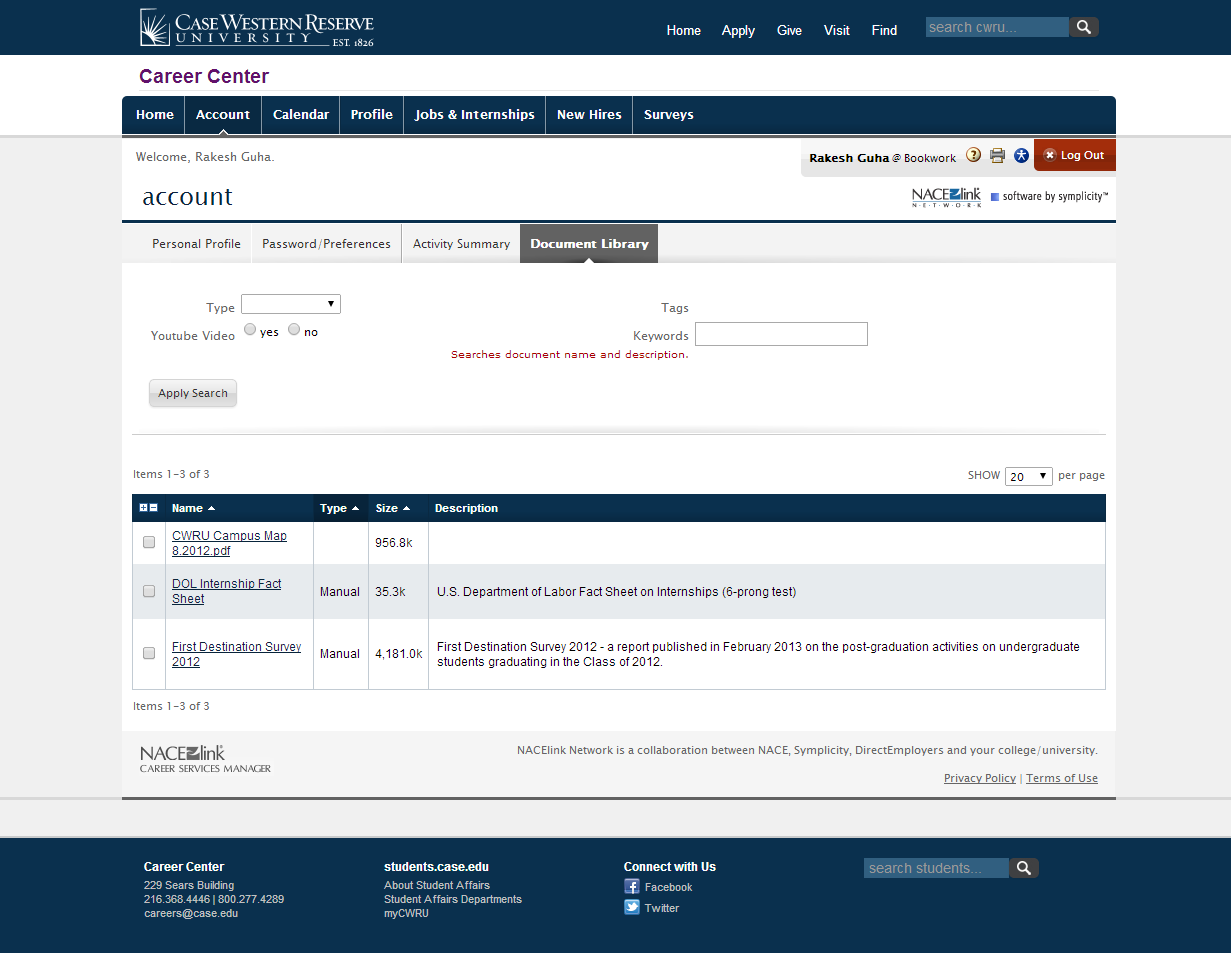 CASE WESTERN RESERVE
UNIVERSITY EST. 1826
Home Apply Give Visit Find search cwru...
Career Center
Home Account Calendar Profile Jobs & Internships New Hires Surveys
Welcome, Rakesh Guha.
Rakesh Guha @ Bookwork ? Log Out
account
NACElink
NETWORK
software by symplicity™
Personal Profile Password/Preferences Activity Summary Document Library
Type Tags
Youtube Video yes no Keywords
Searches document name and description.
Apply Search
Items 1-3 of 3 SHOW 20 per page
Name Type Size Description
CWRU Campus Map
8.2012.pdf
956.8k
DOL Internship Fact
Sheet
Manual 35.3k U.S. Department of Labor Fact Sheet on Internships (6-prong test)
First Destination Survey
2012
Manual 4,181.0k
First Destination Survey 2012 - a report published in February 2013 on the post-graduation activities on undergraduate
students graduating in the Class of 2012.
Items 1-3 of 3
NACElink
CAREER SERVICES MANAGER
NACElink Network is a collaboration between NACE, Symplicity, DirectEmployers and your college/university.
Privacy Policy | Terms of Use
Career Center
229 Sears Building
216.368.4446 | 800.277.4289
careers@case.edu
students.case.edu
About Student Affairs
Student Affairs Departments
myCWRU
Connect with Us
Facebook
Twitter
search students...